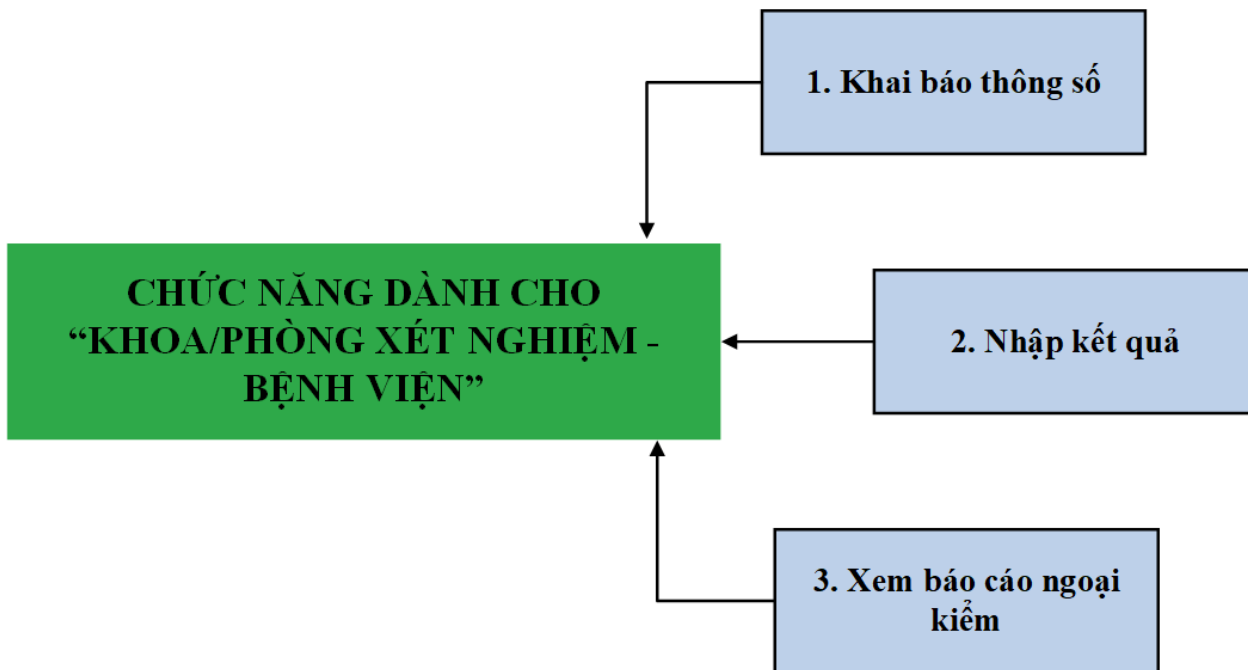 1. Khai báo thông số
CHỨC NĂNG DÀNH CHO
“KHOA/PHÒNG XÉT NGHIỆM -
BỆNH VIỆN”
2. Nhập kết quả
3. Xem báo cáo ngoại
kiểm